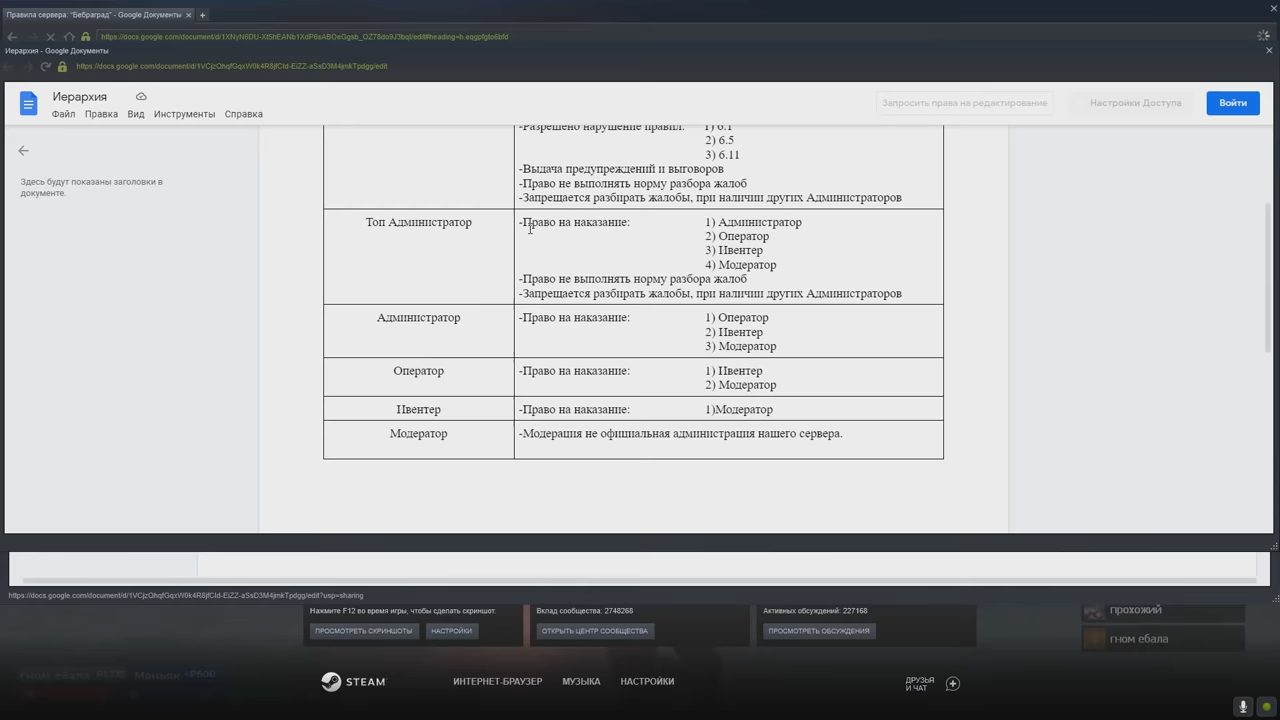 Правила сервера: "Бебраград" - Google Документы
Иерархия - Google Документы
Иерархия
Файл Правка Вид Инструменты Справка
Запросить права на редактирование
Настройки Доступа
Войти
Здесь будут показаны заголовки в
документе.
-Разрешено нарушение правил: 1) 6.1
2) 6.5
3) 6.11
-Выдача предупреждений и выговоров
-Право не выполнять норму разбора жалоб
-Запрещается разбирать жалобы, при наличии других Администраторов
Топ Администратор
-Право на наказание: 1) Администратор
2) Оператор
3) Ивентер
4) Модератор
-Право не выполнять норму разбора жалоб
-Запрещается разбирать жалобы, при наличии других Администраторов
Администратор
-Право на наказание: 1) Оператор
2) Ивентер
3) Модератор
Оператор
-Право на наказание: 1) Ивентер
2) Модератор
Ивентер
-Право на наказание: 1)Модератор
Модератор
-Модерация не официальная администрация нашего сервера.
Нажмите F12 во время игры, чтобы сделать скриншот.
ПРОСМОТРЕТЬ СКРИНШОТЫ НАСТРОЙКИ
Вклад сообщества: 2748268
ОТКРЫТЬ ЦЕНТР СООБЩЕСТВА
Активных обсуждений: 227168
ПРОСМОТРЕТЬ ОБСУЖДЕНИЯ
прохожий
гном ебала
Гном ебала
Маньяк +P500
STEAM
ИНТЕРНЕТ-БРАУЗЕР МУЗЫКА НАСТРОЙКИ
ДРУЗЬЯ
И ЧАТ